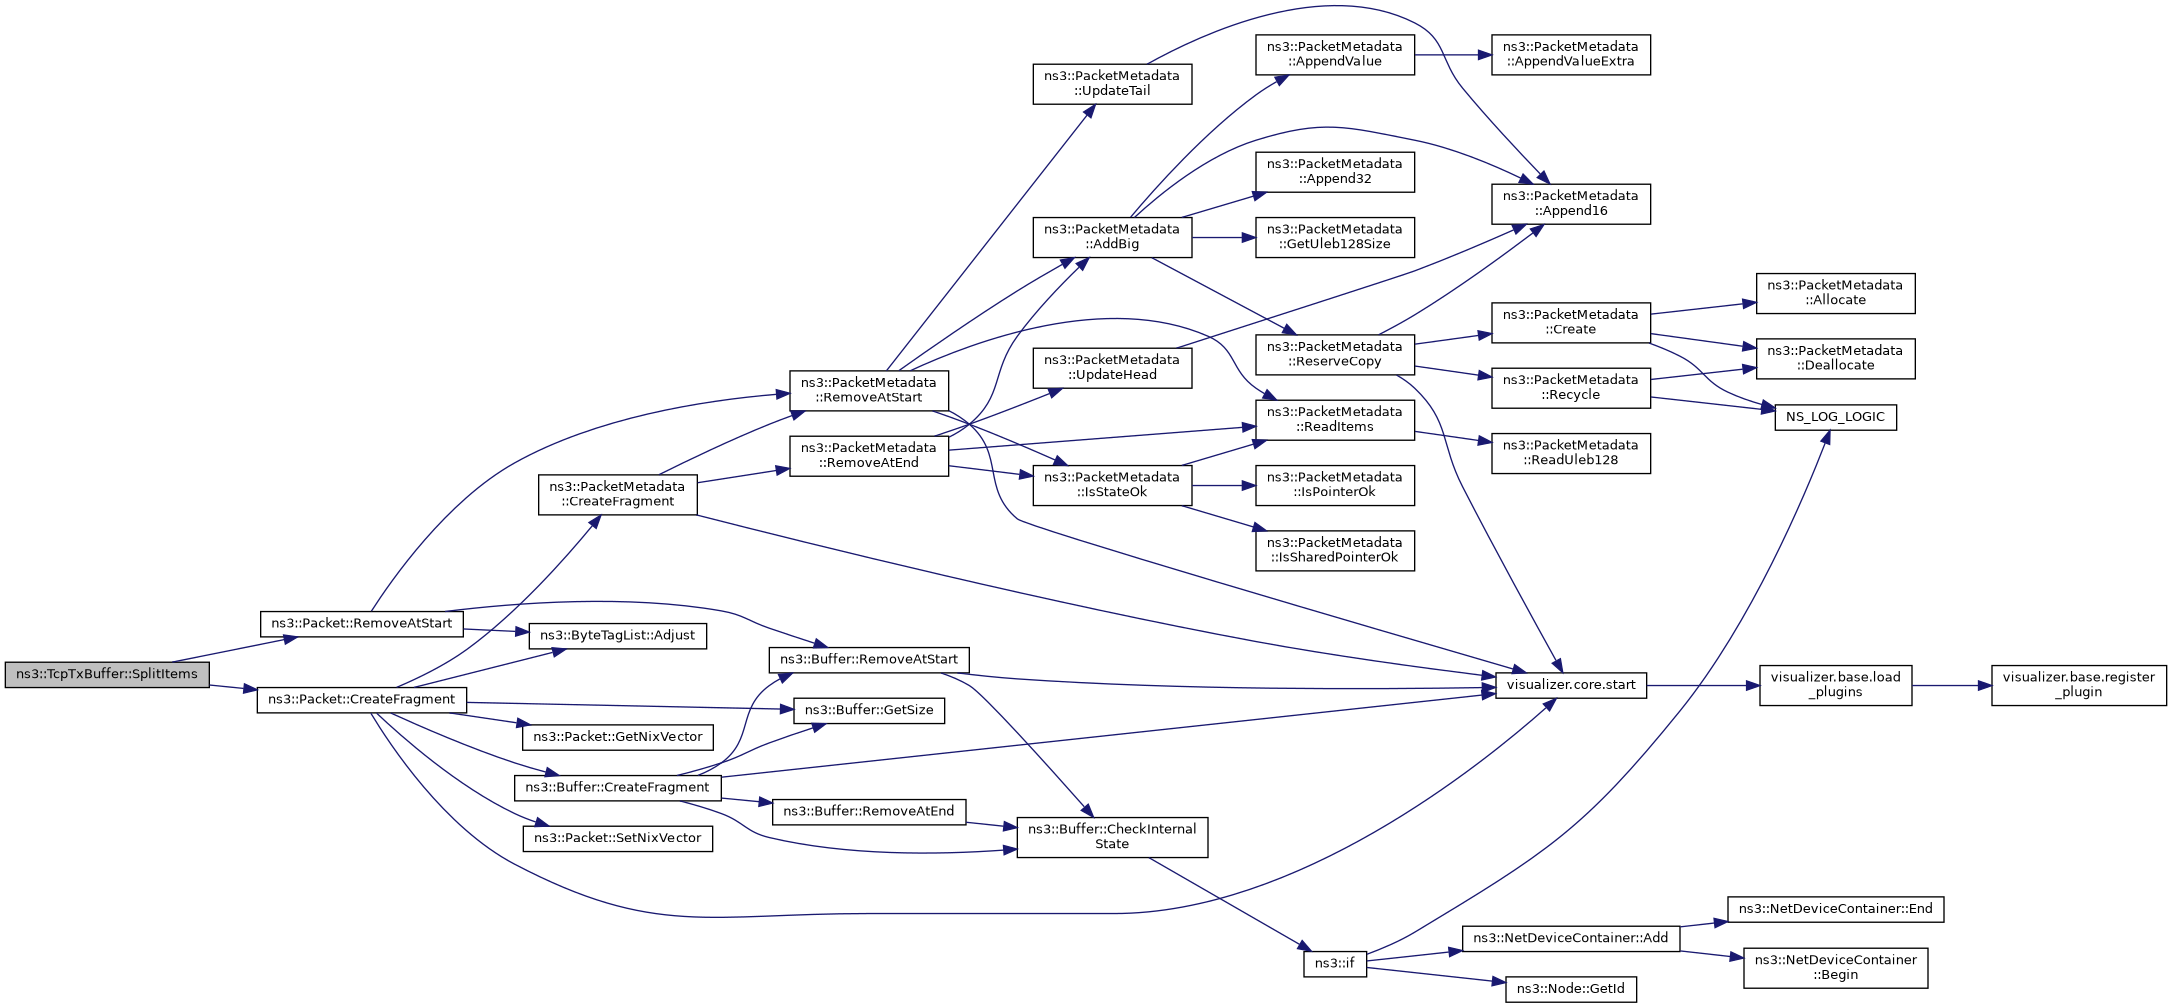 ns3::TcpTxBuffer::SplitItems
ns3::Packet::RemoveAtStart
ns3::Packet::CreateFragment
ns3::PacketMetadata
::CreateFragment
ns3::ByteTagList::Adjust
ns3::Packet::GetNixVector
ns3::Buffer::CreateFragment
ns3::Packet::SetNixVector
ns3::PacketMetadata
::RemoveAtStart
ns3::PacketMetadata
::RemoveAtEnd
ns3::Buffer::RemoveAtStart
ns3::Buffer::GetSize
ns3::Buffer::RemoveAtEnd
ns3::PacketMetadata
::UpdateTail
ns3::PacketMetadata
::AddBig
ns3::PacketMetadata
::UpdateHead
ns3::PacketMetadata
::IsStateOk
ns3::Buffer::CheckInternal
State
ns3::PacketMetadata
::AppendValue
ns3::PacketMetadata
::Append32
ns3::PacketMetadata
::GetUleb128Size
ns3::PacketMetadata
::ReserveCopy
ns3::PacketMetadata
::ReadItems
ns3::PacketMetadata
::IsPointerOk
ns3::PacketMetadata
::IsSharedPointerOk
ns3::if
ns3::PacketMetadata
::AppendValueExtra
ns3::PacketMetadata
::Append16
ns3::PacketMetadata
::Create
ns3::PacketMetadata
::Recycle
ns3::PacketMetadata
::ReadUleb128
visualizer.core.start
ns3::NetDeviceContainer::Add
ns3::Node::GetId
ns3::PacketMetadata
::Allocate
ns3::PacketMetadata
::Deallocate
NS_LOG_LOGIC
visualizer.base.load
_plugins
ns3::NetDeviceContainer::End
ns3::NetDeviceContainer
::Begin
visualizer.base.register
_plugin